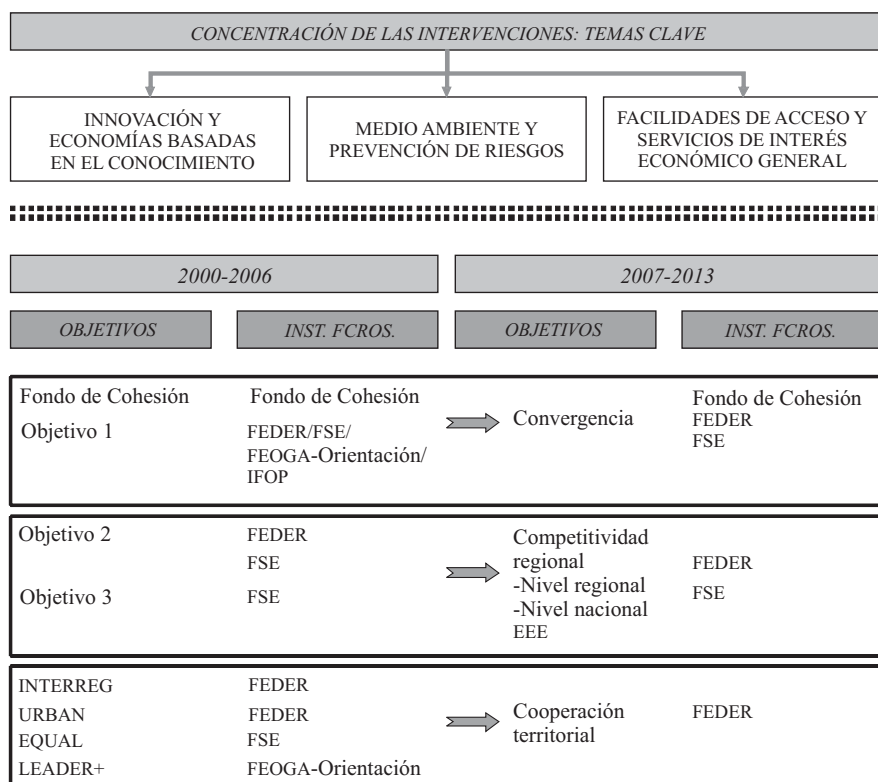 CONCENTRACIÓN DE LAS INTERVENCIONES: TEMAS CLAVE
INNOVACIÓN Y
ECONOMÍAS BASADAS
EN EL CONOCIMIENTO
MEDIO AMBIENTE Y
PREVENCIÓN DE RIESGOS
FACILIDADES DE ACCESO Y
SERVICIOS DE INTERÉS
ECONÓMICO GENERAL
2000-2006
2007-2013
OBJETIVOS
INST. FCROS.
OBJETIVOS
INST. FCROS.
Fondo de Cohesión
Objetivo 1
Fondo de Cohesión
FEDER/FSE/
FEOGA-Orientación/
IFOP
Convergencia
Fondo de Cohesión
FEDER
FSE
Objetivo 2
Objetivo 3
FEDER
FSE
FSE
Competitividad
regional
-Nivel regional
-Nivel nacional
EEE
FEDER
FSE
INTERREG
URBAN
EQUAL
LEADER+
FEDER
FEDER
FSE
FEOGA-Orientación
Cooperación
territorial
FEDER